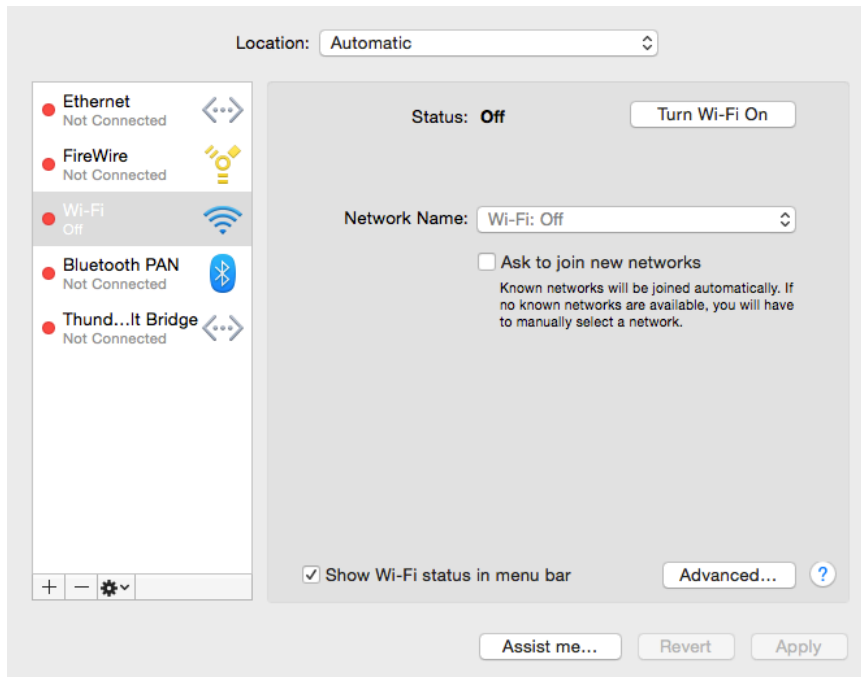 Location: Automatic
Ethernet
Not Connected
FireWire
Not Connected
Wi-Fi
Off
Bluetooth PAN
Not Connected
Thund…lt Bridge
Not Connected
Status: Off
Turn Wi-Fi On
Network Name: Wi-Fi: Off
Ask to join new networks
Known networks will be joined automatically. If
no known networks are available, you will have
to manually select a network.
Show Wi-Fi status in menu bar
Advanced...
?
Assist me...
Revert
Apply